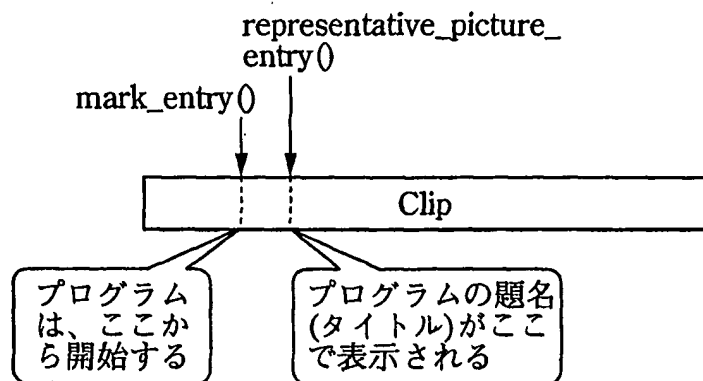 representative_picture_
entry()
mark_entry()
Clip
プログラム
は、ここか
ら開始する
プログラムの題名
(タイトル)がここ
で表示される